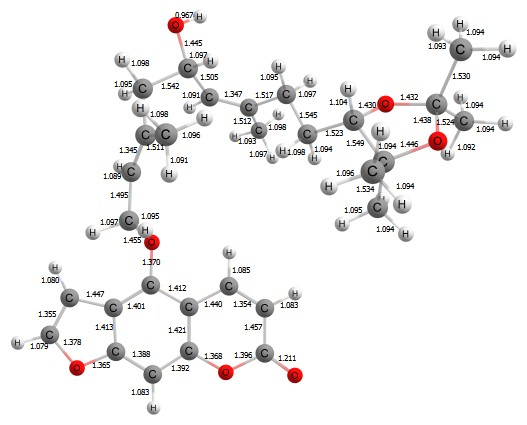 0.967 H
O
1.445
H 1.098 C 1.097 H
1.095 1.542 1.505
H C H
1.098 1.091 C 1.347 C 1.517 C 1.097 H
H 1.095
1.512 1.098 H
1.093 C 1.545
H 1.097 H
C 1.511 C 1.096 H
1.345 1.091
H 1.089 C H
1.495
H 1.097 C 1.095 H
1.455 O
H 1.098 C 1.094 H
1.523
H 1.104 C 1.430 O 1.432 C
1.549
H 1.093 H 1.094
C 1.094 H
1.530
1.438 1.524 C 1.094 H
H 1.094
H 1.092
O 1.446 C
H 1.094
H 1.096 C 1.094 H
1.534 1.092
H 1.095 C 1.094 H
1.370
H 1.080 C 1.447 C 1.401 C 1.412 C 1.440 C 1.085 H
1.354 C 1.083 H
1.355 1.413 1.421 1.457
H 1.079 C 1.378 O 1.365 C 1.388 C 1.392 C 1.368 O 1.396 C 1.211 O
1.083
H